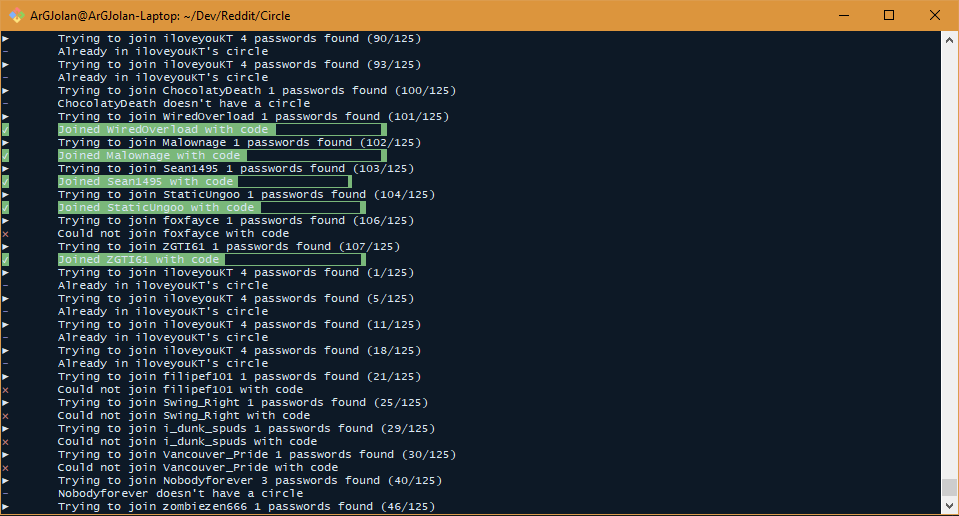 ArGJolan@ArGJolan-Laptop: ~/Dev/Reddit/Circle
Trying to join iloveyouKT 4 passwords found (90/125)
Already in iloveyouKT's circle
Trying to join iloveyouKT 4 passwords found (93/125)
Already in iloveyouKT's circle
Trying to join ChocolatyDeath 1 passwords found (100/125)
ChocolatyDeath doesn't have a circle
Trying to join WiredOverload 1 passwords found (101/125)
Joined WiredOverload with code
Trying to join Malownage 1 passwords found (102/125)
Joined Malownage with code
Trying to join Sean1495 1 passwords found (103/125)
Joined Sean1495 with code
Trying to join StaticUngoo 1 passwords found (104/125)
Joined StaticUngoo with code
Trying to join foxfayce 1 passwords found (106/125)
Could not join foxfayce with code
Trying to join ZGTI61 1 passwords found (107/125)
Joined ZGTI61 with code
Trying to join iloveyouKT 4 passwords found (1/125)
Already in iloveyouKT's circle
Trying to join iloveyouKT 4 passwords found (5/125)
Already in iloveyouKT's circle
Trying to join iloveyouKT 4 passwords found (11/125)
Already in iloveyouKT's circle
Trying to join iloveyouKT 4 passwords found (18/125)
Already in iloveyouKT's circle
Trying to join filipef101 1 passwords found (21/125)
Could not join filipef101 with code
Trying to join Swing_Right 1 passwords found (25/125)
Could not join Swing_Right with code
Trying to join i_dunk_spuds 1 passwords found (29/125)
Could not join i_dunk_spuds with code
Trying to join Vancouver_Pride 1 passwords found (30/125)
Could not join Vancouver_Pride with code
Trying to join Nobodyforever 3 passwords found (40/125)
Nobodyforever doesn't have a circle
Trying to join zombiezen666 1 passwords found (46/125)